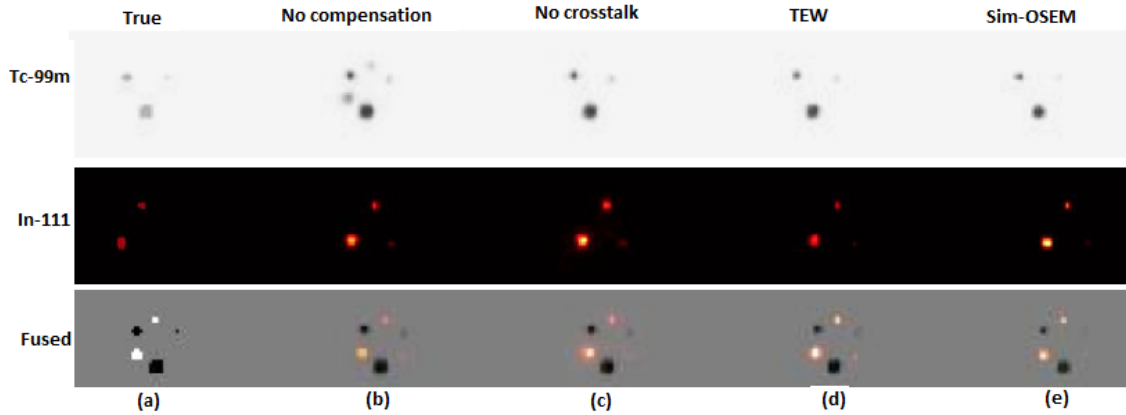 True No compensation No crosstalk TEW Sim-OSEM
Tc-99m
In-111
Fused
(a) (b) (c) (d) (e)